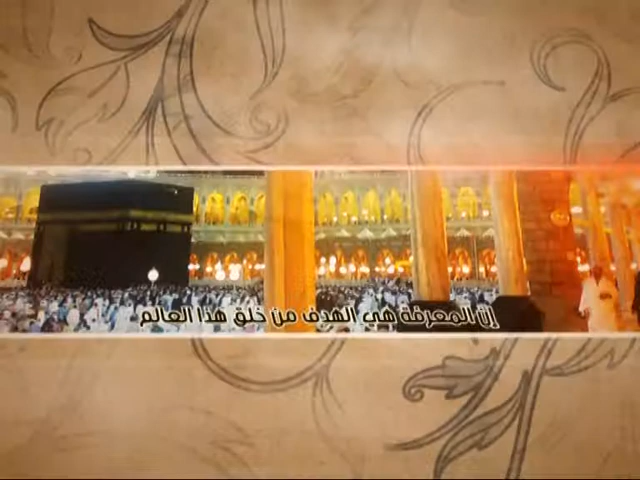 إنّ المعرفة هي الهدف من خلق هذا العالم